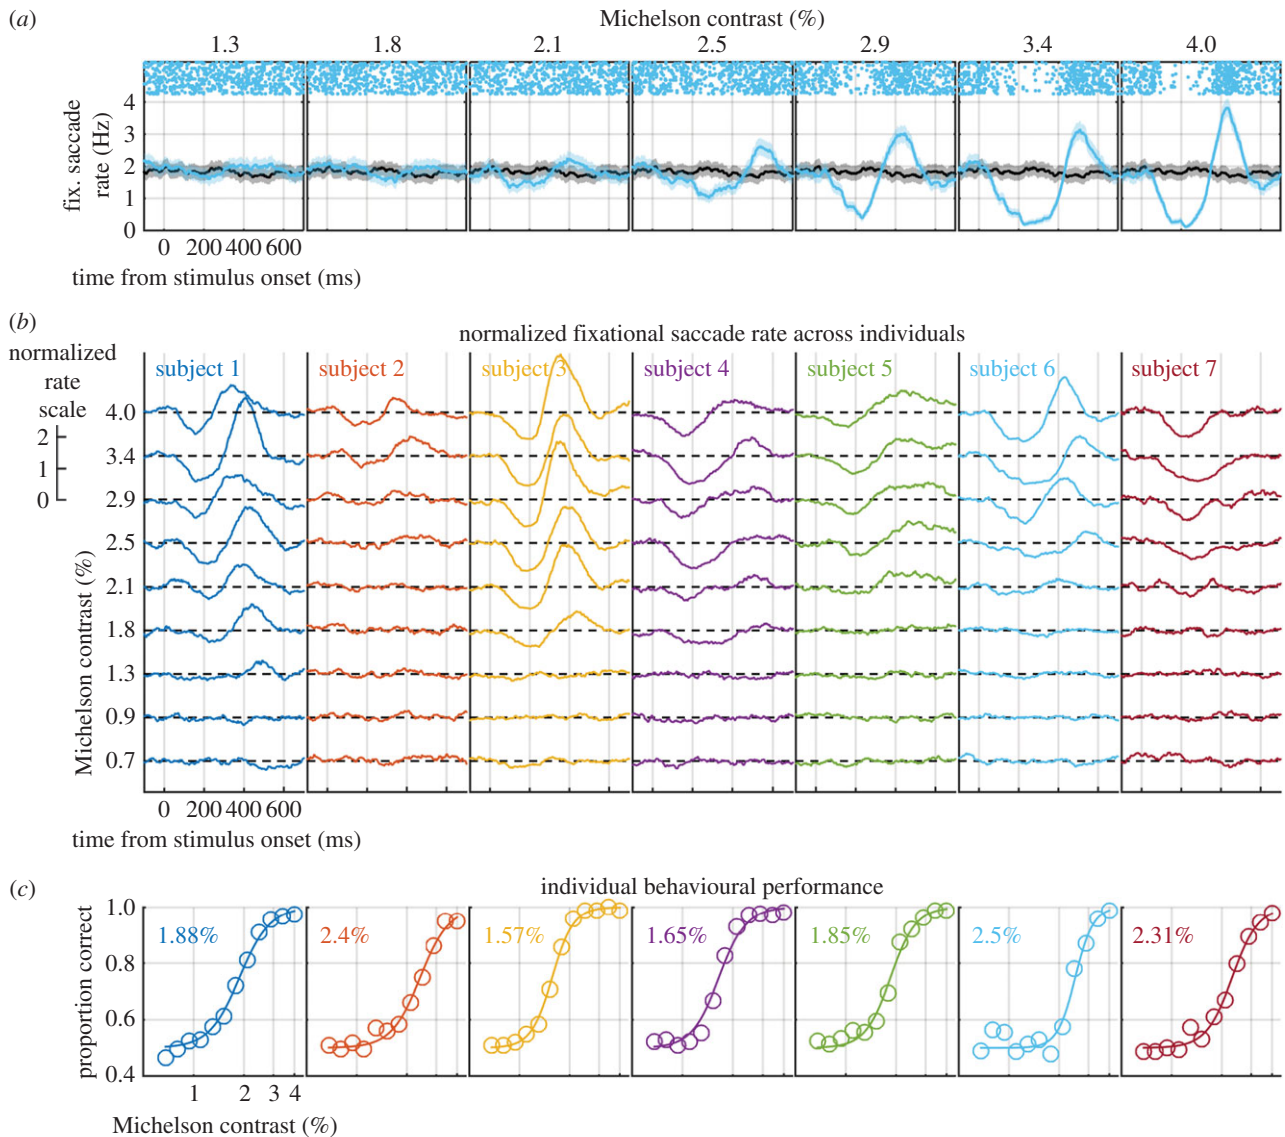 (a)
Michelson contrast (%)
1.3 1.8 2.1 2.5 2.9 3.4 4.0
fix. saccade
rate (Hz)
4
3
2
1
0
0 200 400 600
time from stimulus onset (ms)
(b)
normalized fixational saccade rate across individuals
normalized
rate
scale
2
1
0
subject 1 subject 2 subject 3 subject 4 subject 5 subject 6 subject 7
Michelson contrast (%)
4.0
3.4
2.9
2.5
2.1
1.8
1.3
0.9
0.7
0 200 400 600
time from stimulus onset (ms)
(c)
individual behavioural performance
proportion correct
1.0
0.8
0.6
0.4
1.88% 2.4% 1.57% 1.65% 1.85% 2.5% 2.31%
1 2 3 4
Michelson contrast (%)